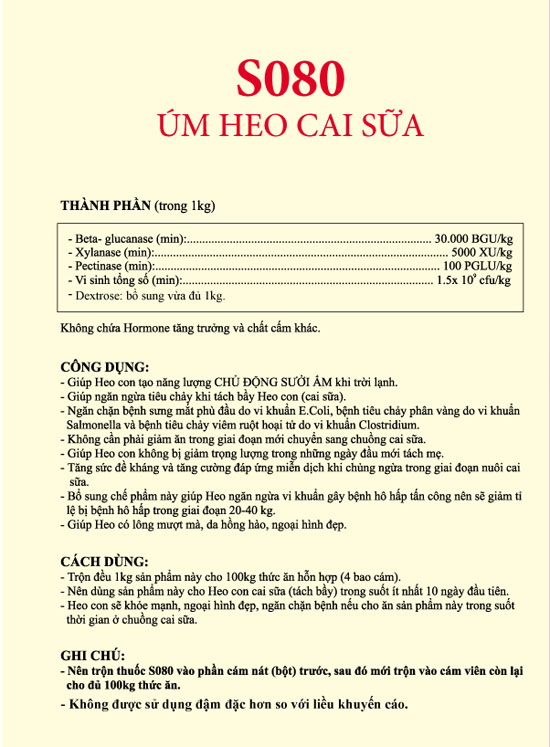 S080
ÚM HEO CAI SỮA
THÀNH PHẦN (trong 1kg)
- Beta- glucanase (min):.................................................................................... 30.000 BGU/kg
- Xylanase (min):.................................................................................................. 5000 XU/kg
- Pectinase (min):............................................................................................... 100 PGLU/kg
- Vi sinh tổng số (min):..................................................................................... 1.5x 10⁹ cfu/kg
- Dextrose: bổ sung vừa đủ 1kg.
Không chứa Hormone tăng trưởng và chất cấm khác.
CÔNG DỤNG:
- Giúp Heo con tạo năng lượng CHỦ ĐỘNG SƯỞI ẤM khi trời lạnh.
- Giúp ngăn ngừa tiêu chảy khi tách bầy Heo con (cai sữa).
- Ngăn chặn bệnh sưng mắt phù đầu do vi khuẩn E.Coli, bệnh tiêu chảy phân vàng do vi khuẩn
Salmonella và bệnh tiêu chảy viêm ruột hoại tử do vi khuẩn Clostridium.
- Không cần phải giảm ăn trong giai đoạn mới chuyển sang chuồng cai sữa.
- Giúp Heo con không bị giảm trọng lượng trong những ngày đầu mới tách mẹ.
- Tăng sức đề kháng và tăng cường đáp ứng miễn dịch khi chủng ngừa trong giai đoạn nuôi cai
sữa.
- Bổ sung chế phẩm này giúp Heo ngăn ngừa vi khuẩn gây bệnh hô hấp tấn công nên sẽ giảm tỉ
lệ bị bệnh hô hấp trong giai đoạn 20-40 kg.
- Giúp Heo có lông mượt mà, da hồng hào, ngoại hình đẹp.
CÁCH DÙNG:
- Trộn đều 1kg sản phẩm này cho 100kg thức ăn hỗn hợp (4 bao cám).
- Nên dùng sản phẩm này cho Heo con cai sữa (tách bầy) trong suốt ít nhất 10 ngày đầu tiên.
- Heo con sẽ khỏe mạnh, ngoại hình đẹp, ngăn chặn bệnh nếu cho ăn sản phẩm này trong suốt
thời gian ở chuồng cai sữa.
GHI CHÚ:
- Nên trộn thuốc S080 vào phần cám nát (bột) trước, sau đó mới trộn vào cám viên còn lại
cho đủ 100kg thức ăn.
- Không được sử dụng đậm đặc hơn so với liều khuyến cáo.